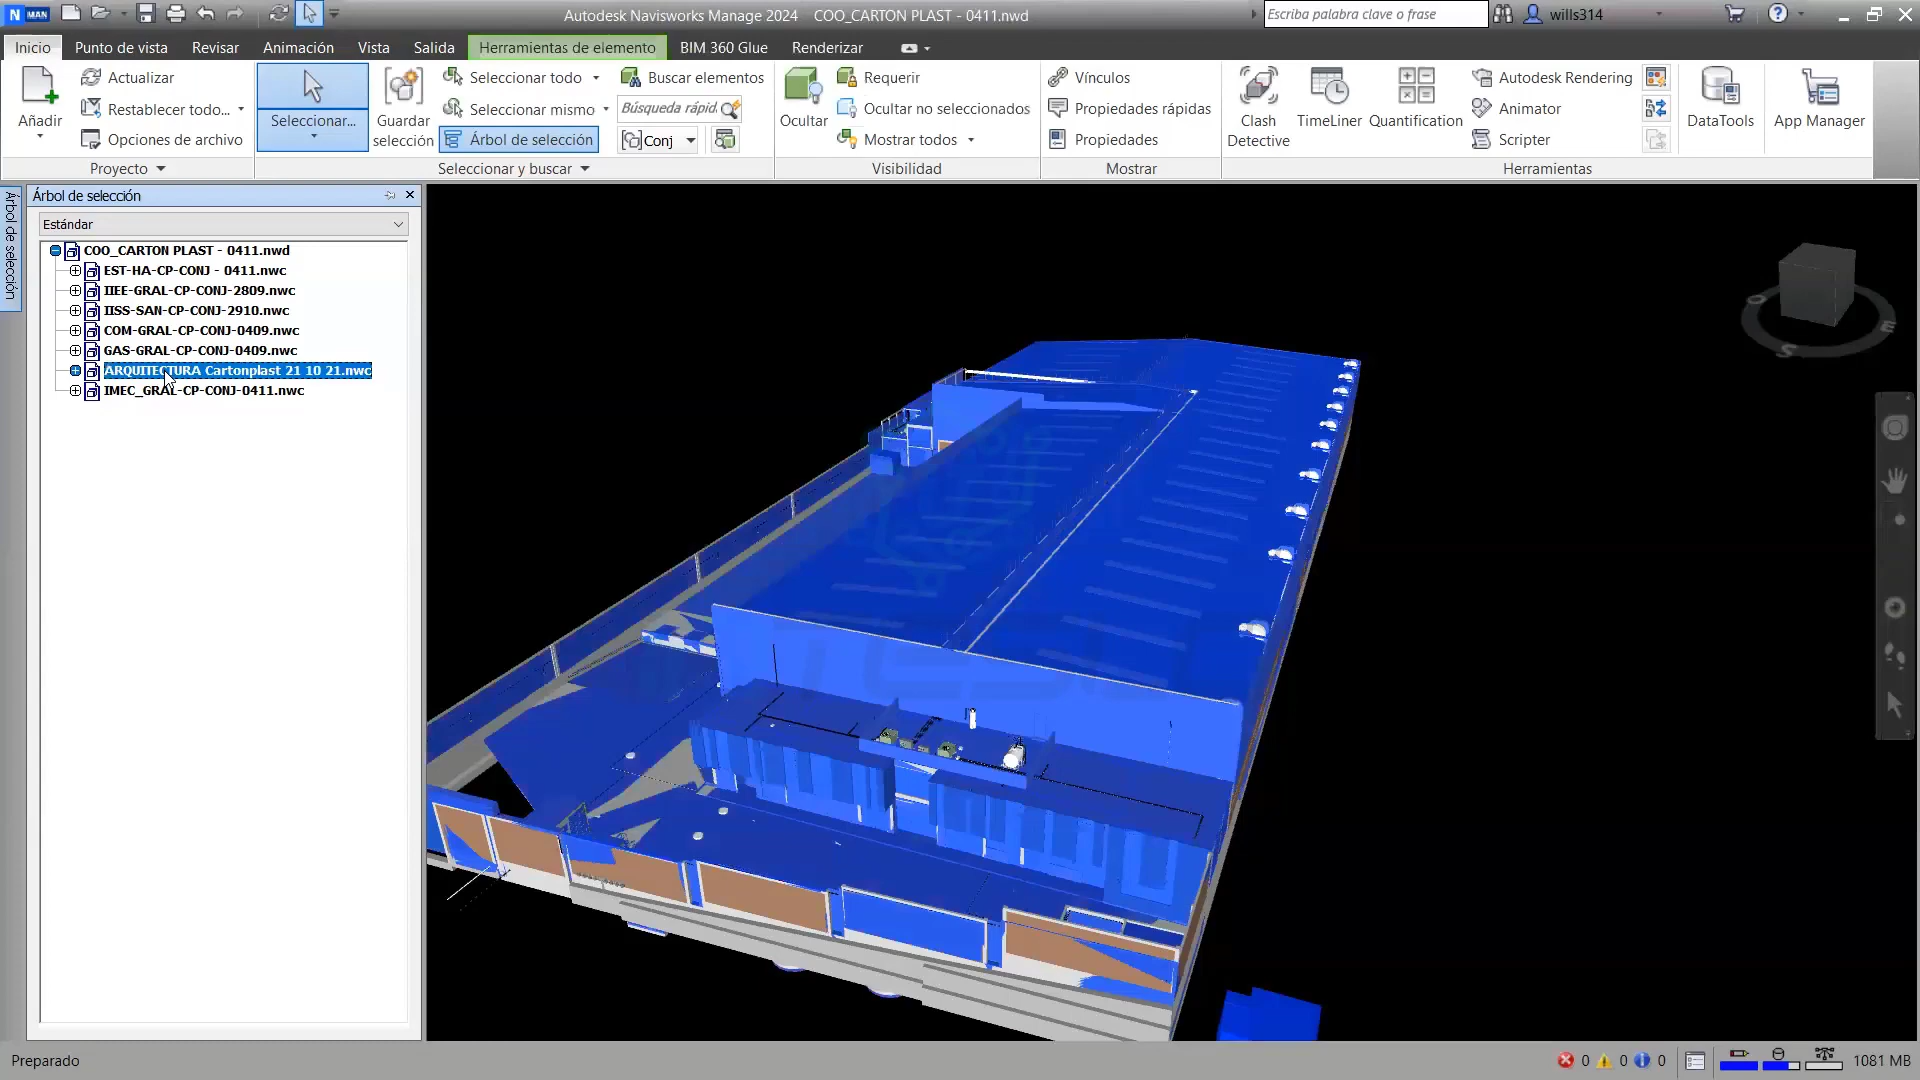 N MAN
Autodesk Navisworks Manage 2024 COO_CARTON PLAST - 0411.nwd
Escriba palabra clave o frase
wills314
Inicio
Punto de vista
Revisar
Animación
Vista
Salida
Herramientas de elemento
BIM 360 Glue
Renderizar
Añadir
Actualizar
Restablecer todo...
Opciones de archivo
Proyecto
Seleccionar...
Guardar
selección
Seleccionar todo
Seleccionar mismo
Árbol de selección
Buscar elementos
Búsqueda rápid
Conj
Seleccionar y buscar
Ocultar
Requerir
Ocultar no seleccionados
Mostrar todos
Visibilidad
Vínculos
Propiedades rápidas
Propiedades
Mostrar
Clash
Detective
TimeLiner
Quantification
Autodesk Rendering
Animator
Scripter
DataTools
App Manager
Herramientas
Árbol de selección
Árbol de selección
Estándar
COO_CARTON PLAST - 0411.nwd
EST-HA-CP-CONJ - 0411.nwc
IIEE-GRAL-CP-CONJ-2809.nwc
IISS-SAN-CP-CONJ-2910.nwc
COM-GRAL-CP-CONJ-0409.nwc
GAS-GRAL-CP-CONJ-0409.nwc
ARQUITECTURA Cartonplast 21 10 21.nwc
IMEC_GRAL-CP-CONJ-0411.nwc
O
S
E
Preparado
0 0 0
1081 MB